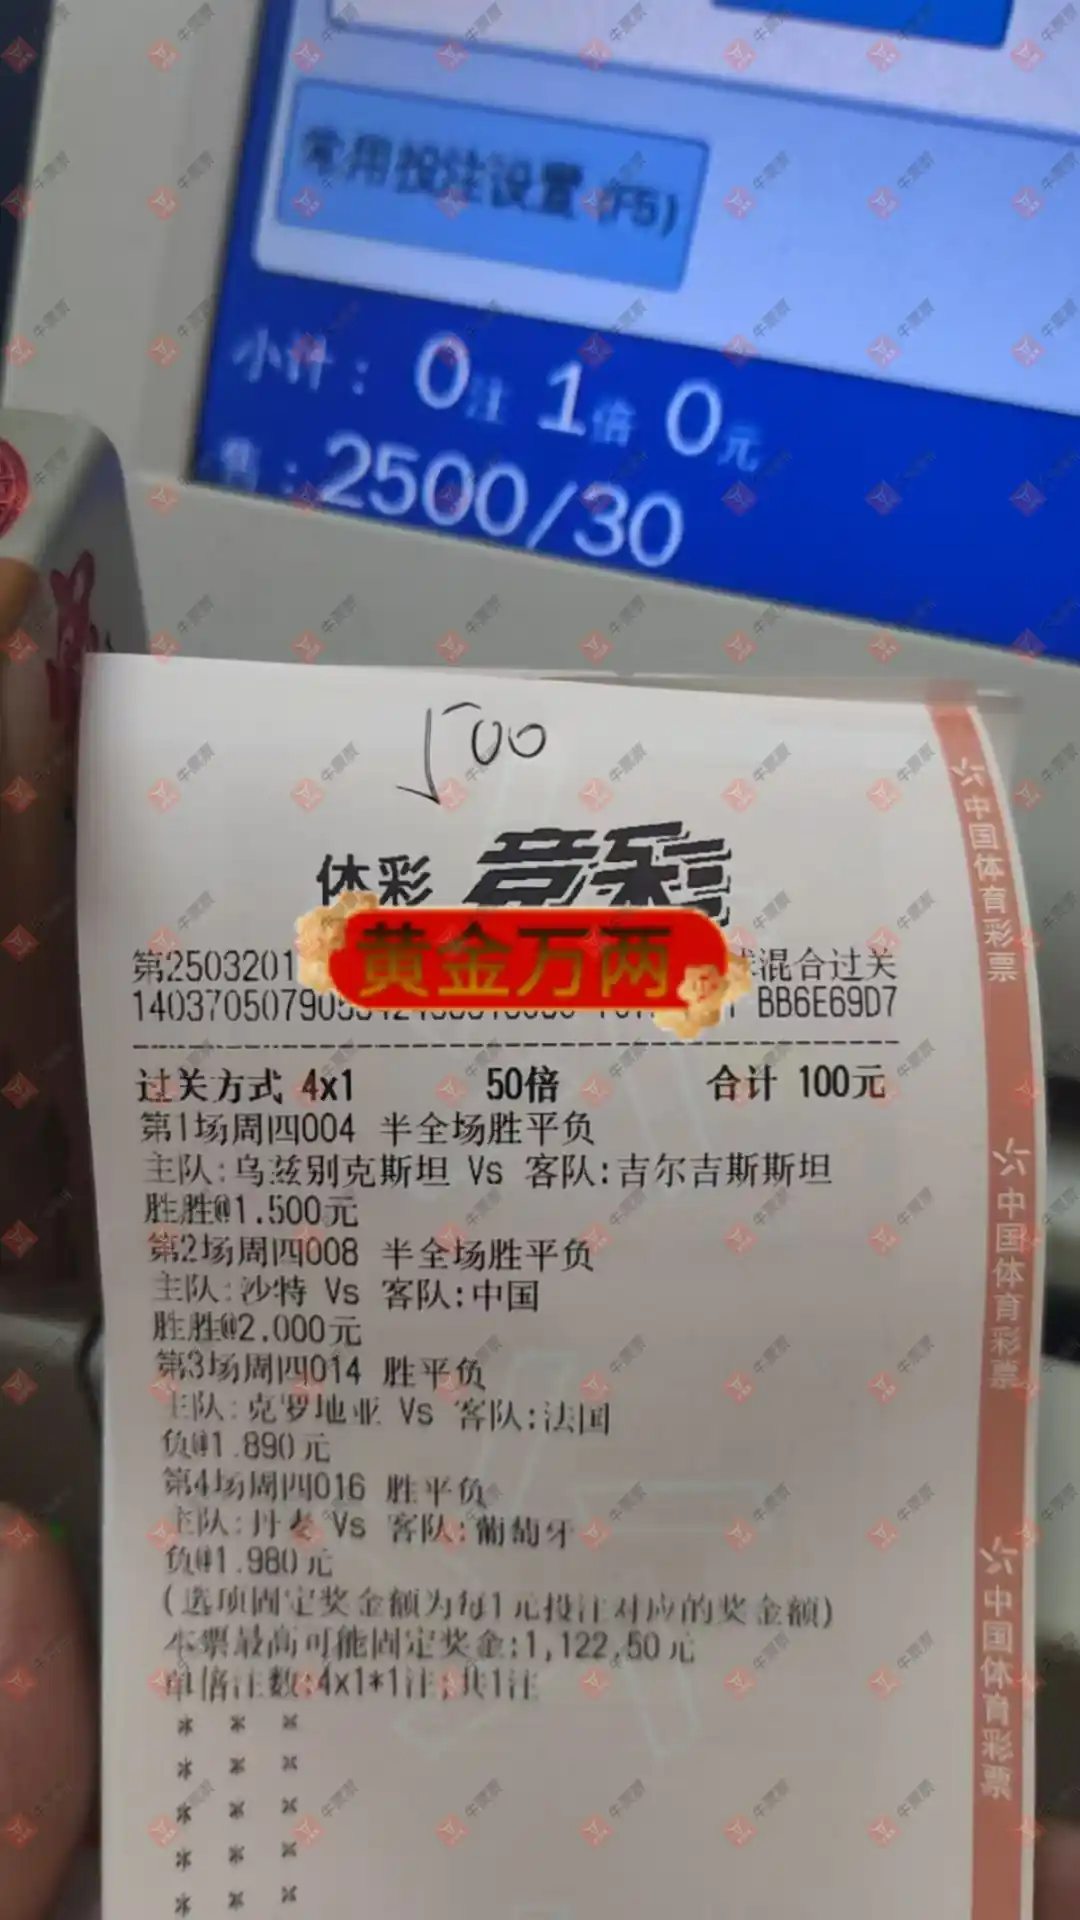 常用投注设置 (F5)
小计： 0注 1倍 0元
售：2500/30
500
体彩 竞彩
黄金万两
第2503201 球混合过关
BB6E69D7
过关方式 4x1 50倍 合计 100元
第1场周四004 半全场胜平负
主队:乌兹别克斯坦 Vs 客队:吉尔吉斯斯坦
胜胜@1.500元
第2场周四008 半全场胜平负
主队:沙特 Vs 客队:中国
胜胜@2.000元
第3场周四014 胜平负
主队:克罗地亚 Vs 客队:法国
负@1.890元
第4场周四016 胜平负
主队:丹麦 Vs 客队:葡萄牙
负@1.980元
(选项固定奖金额为每1元投注对应的奖金额)
本票最高可能固定奖金:1,122.50元
单倍注数:4x1*1注;共1注
* * *
* * *
* * *
* * *
* * *
中国体育彩票
中国体育彩票
中国体育彩票
牛票票